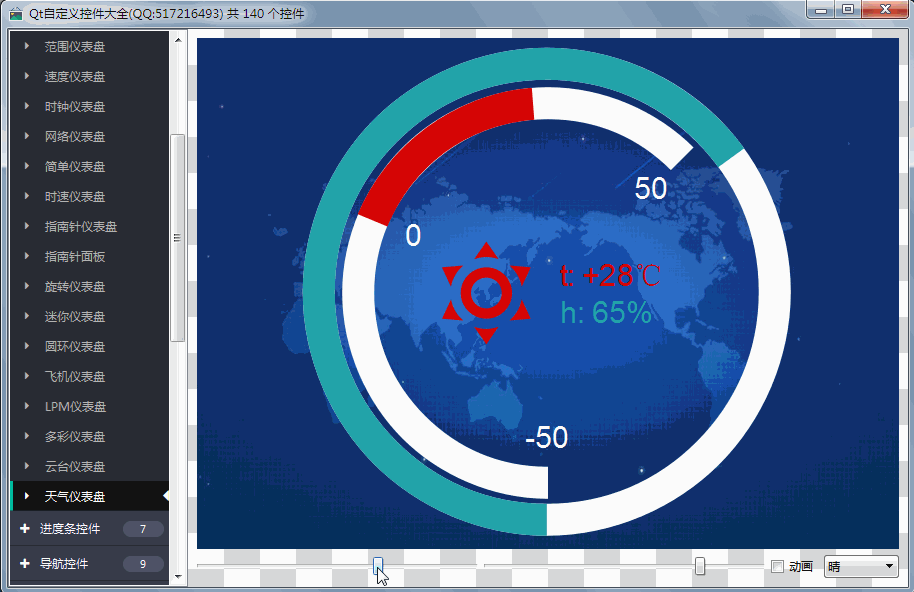 Qt自定义控件大全(QQ:517216493) 共 140 个控件
范围仪表盘
速度仪表盘
时钟仪表盘
网络仪表盘
简单仪表盘
时速仪表盘
指南针仪表盘
指南针面板
旋转仪表盘
迷你仪表盘
圆环仪表盘
飞机仪表盘
LPM仪表盘
多彩仪表盘
云台仪表盘
天气仪表盘
进度条控件 7
导航控件 9
50
0
t: +28℃
h: 65%
-50
动画
晴